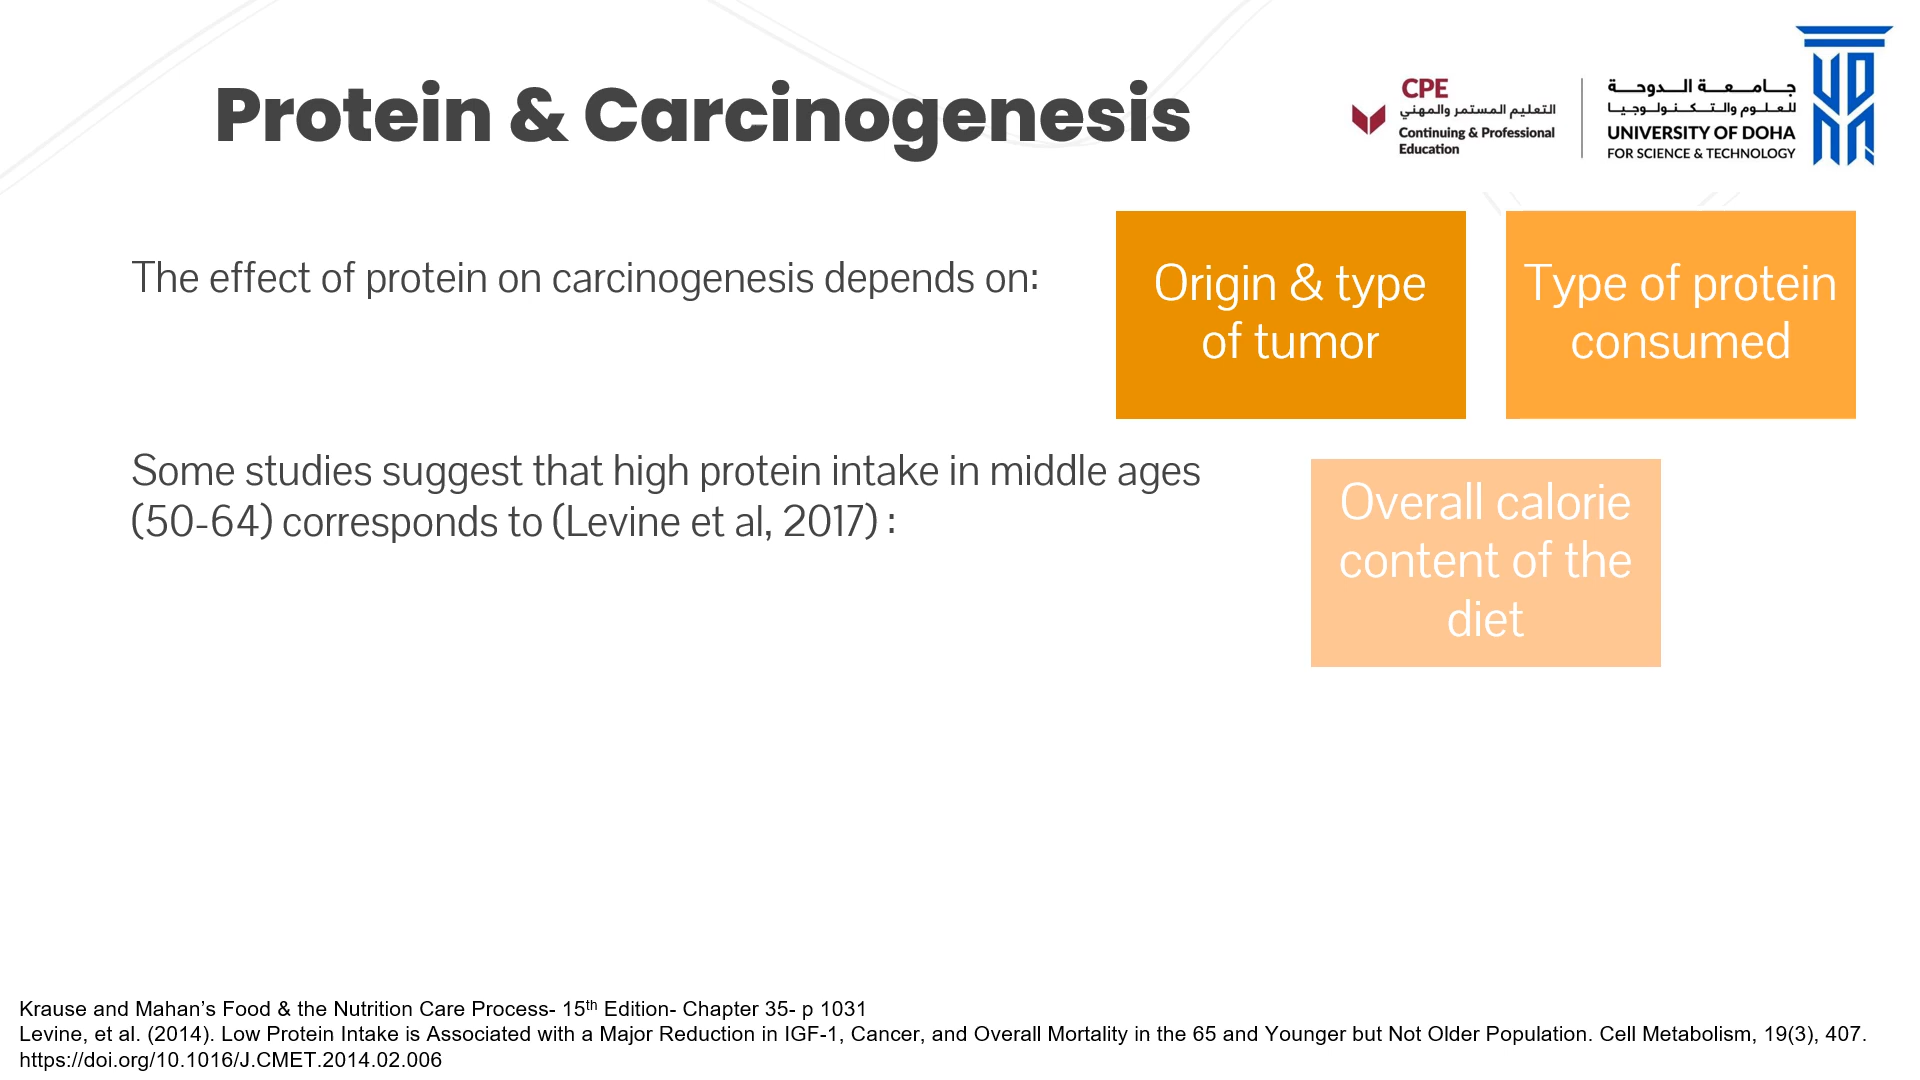 Protein & Carcinogenesis
CPE
التعليم المستمر والمهني
Continuing & Professional
Education
جامعة الدوحة
للعلوم والتكنولوجيا
UNIVERSITY OF DOHA
FOR SCIENCE & TECHNOLOGY
The effect of protein on carcinogenesis depends on:
Origin & type
of tumor
Type of protein
consumed
Some studies suggest that high protein intake in middle ages
(50-64) corresponds to (Levine et al, 2017) :
Overall calorie
content of the
diet
Krause and Mahan’s Food & the Nutrition Care Process- 15th Edition- Chapter 35- p 1031
Levine, et al. (2014). Low Protein Intake is Associated with a Major Reduction in IGF-1, Cancer, and Overall Mortality in the 65 and Younger but Not Older Population. Cell Metabolism, 19(3), 407.
https://doi.org/10.1016/J.CMET.2014.02.006